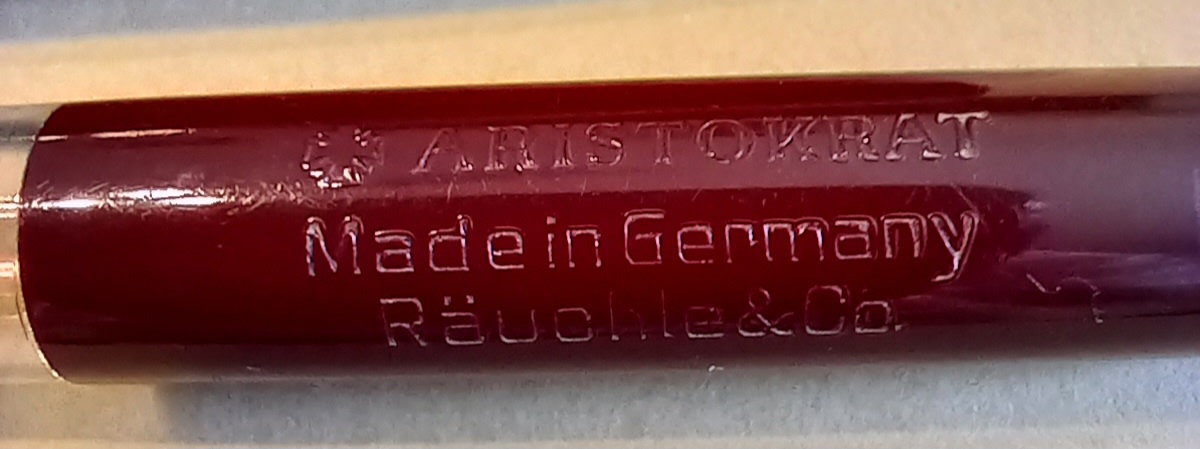 ARISTOKRAT
Made in Germany
Räuchle & Co.